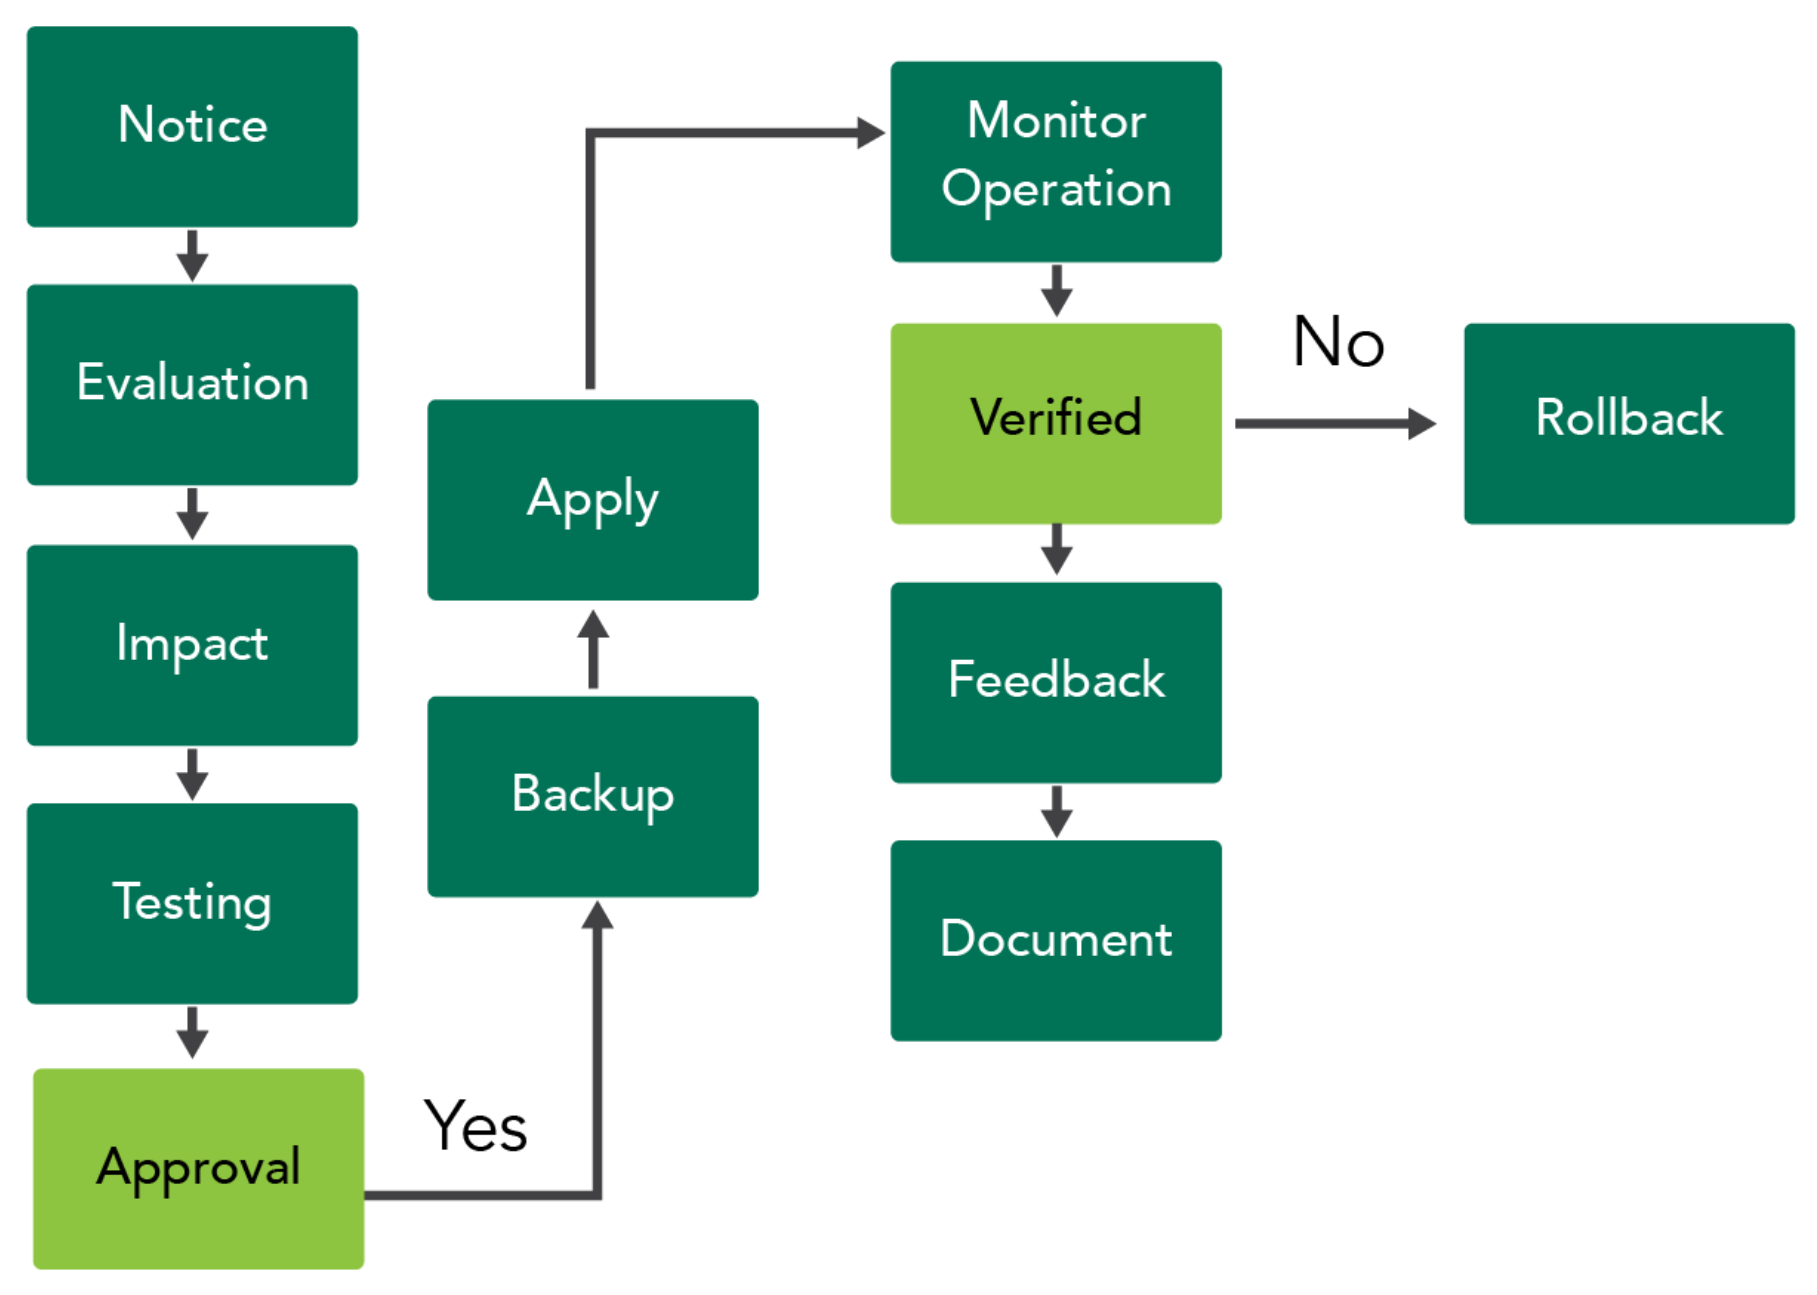 Notice
Evaluation
Impact
Testing
Approval
Yes
Backup
Apply
Monitor
Operation
Verified
No
Rollback
Feedback
Document